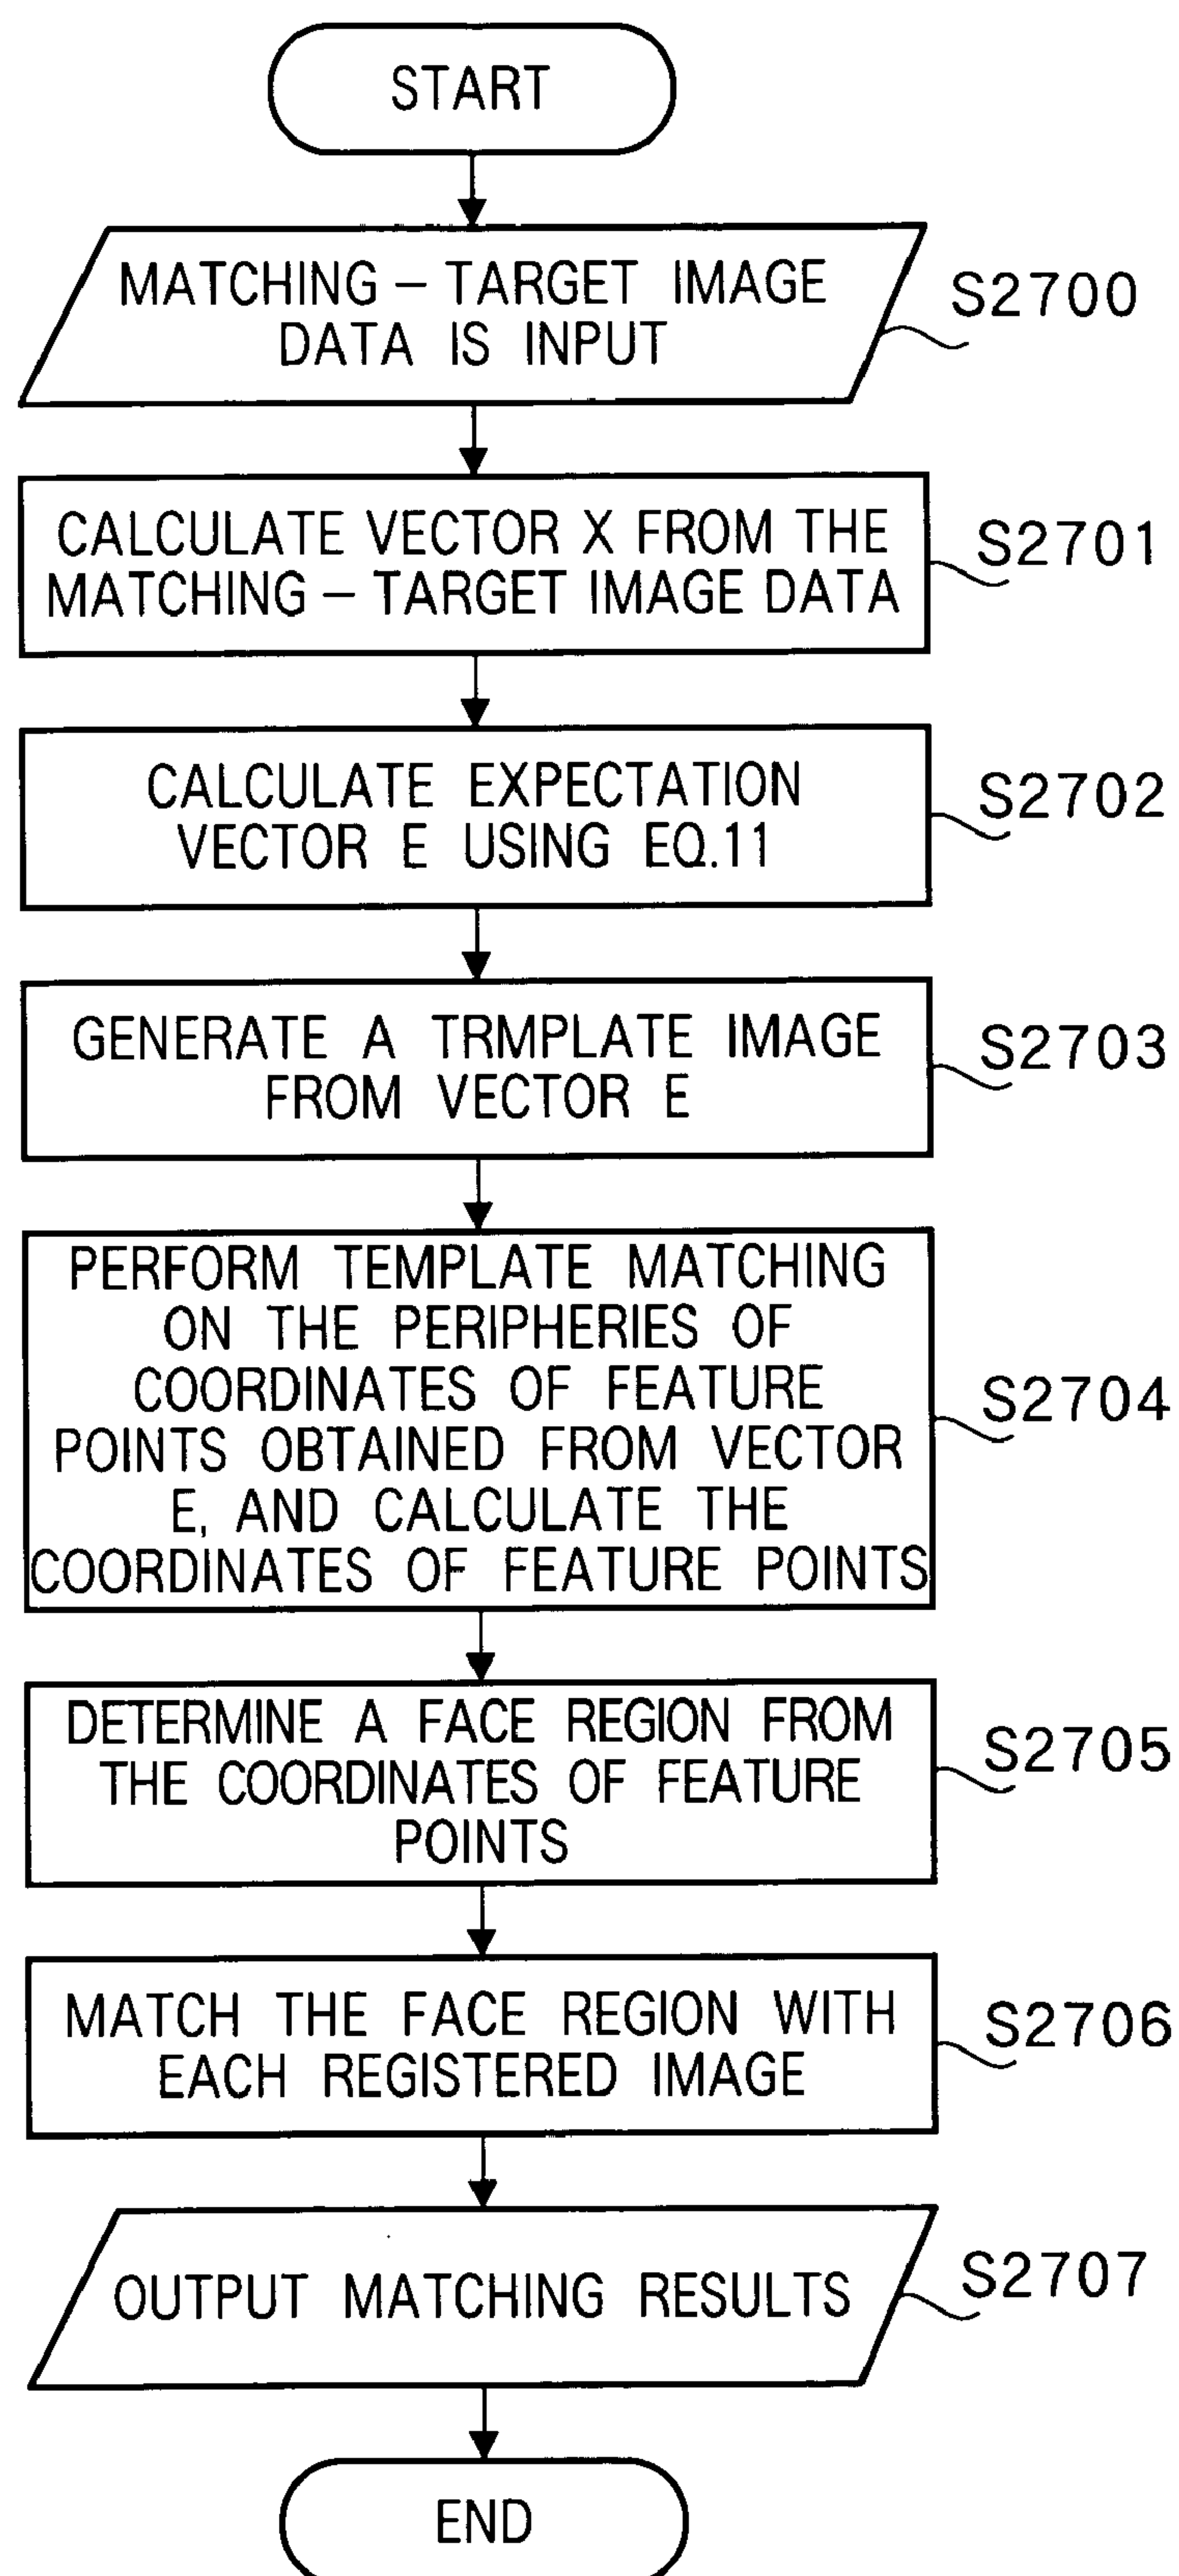 START
MATCHING – TARGET IMAGE
DATA IS INPUT
S2700
CALCULATE VECTOR X FROM THE
MATCHING – TARGET IMAGE DATA
S2701
CALCULATE EXPECTATION
VECTOR E USING EQ.11
S2702
GENERATE A TRMPLATE IMAGE
FROM VECTOR E
S2703
PERFORM TEMPLATE MATCHING
ON THE PERIPHERIES OF
COORDINATES OF FEATURE
POINTS OBTAINED FROM VECTOR
E, AND CALCULATE THE
COORDINATES OF FEATURE POINTS
S2704
DETERMINE A FACE REGION FROM
THE COORDINATES OF FEATURE
POINTS
S2705
MATCH THE FACE REGION WITH
EACH REGISTERED IMAGE
S2706
OUTPUT MATCHING RESULTS
S2707
END